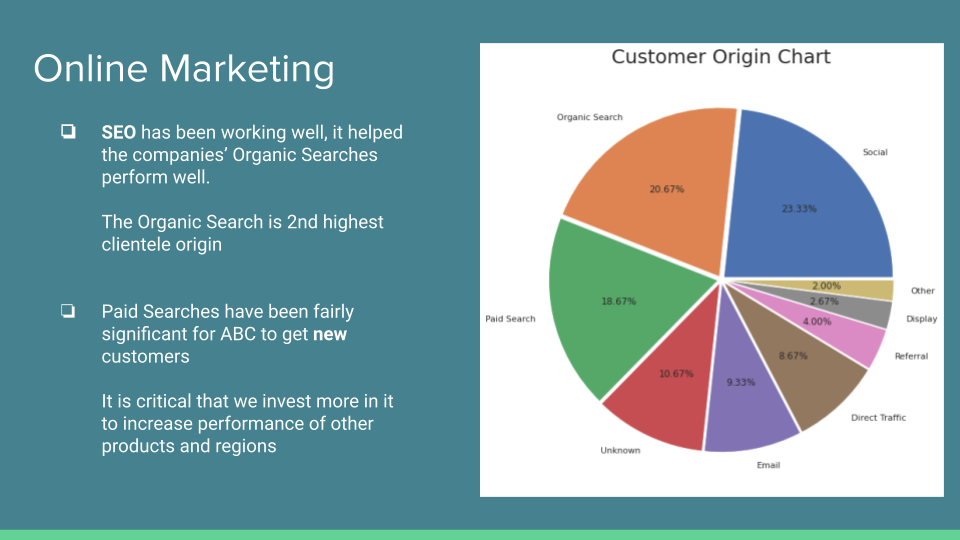 Online Marketing
SEO has been working well, it helped
the companies’ Organic Searches
perform well.
The Organic Search is 2nd highest
clientele origin
Paid Searches have been fairly
significant for ABC to get new
customers
It is critical that we invest more in it
to increase performance of other
products and regions
Customer Origin Chart
Organic Search
Social
20.67%
23.33%
18.67%
Paid Search
2.00%
Other
2.67%
Display
4.00%
Referral
8.67%
Direct Traffic
9.33%
Email
10.67%
Unknown